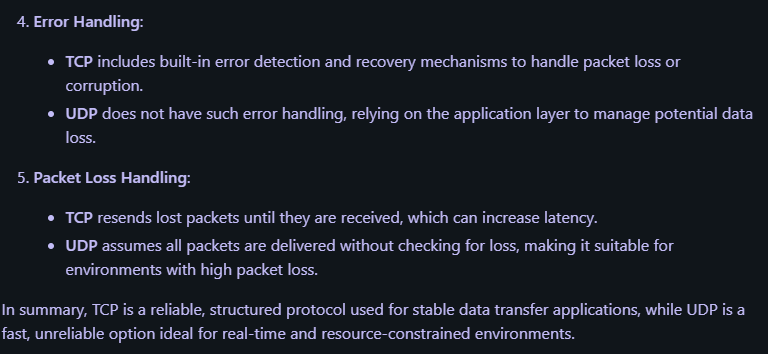 4. Error Handling:
• TCP includes built-in error detection and recovery mechanisms to handle packet loss or
corruption.
• UDP does not have such error handling, relying on the application layer to manage potential data
loss.
5. Packet Loss Handling:
• TCP resends lost packets until they are received, which can increase latency.
• UDP assumes all packets are delivered without checking for loss, making it suitable for
environments with high packet loss.
In summary, TCP is a reliable, structured protocol used for stable data transfer applications, while UDP is a
fast, unreliable option ideal for real-time and resource-constrained environments.